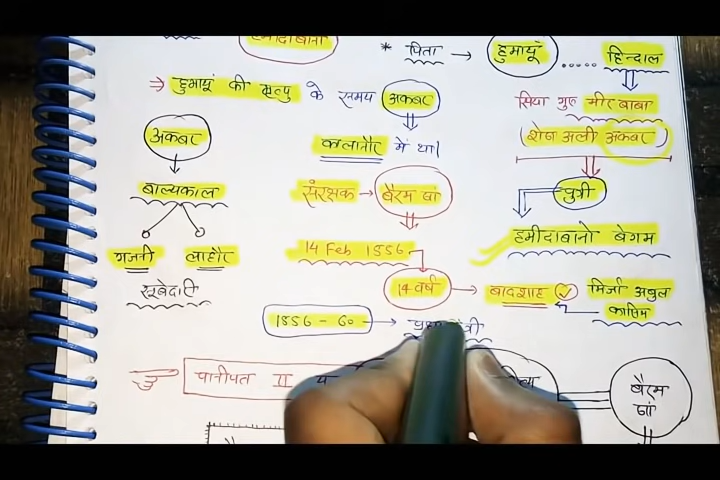 हमीदाबानो
* पिता → हुमायूं ..... हिन्दाल
⇒ हुमायूं की मृत्यु के समय अकबर
सिया गुरु मीर बाबा
अकबर
कलानौर में था।
(शेख अली अकबर)
बाल्यकाल
संरक्षक → बैरम खां
पुत्री
हमीदाबानो बेगम
गजनी लाहौर
14 Feb 1556
सूबेदारी
14 वर्ष → बादशाह
मिर्जा अबुल
कासिम
1556 - 60 →
पानीपत II
बैरम
खां